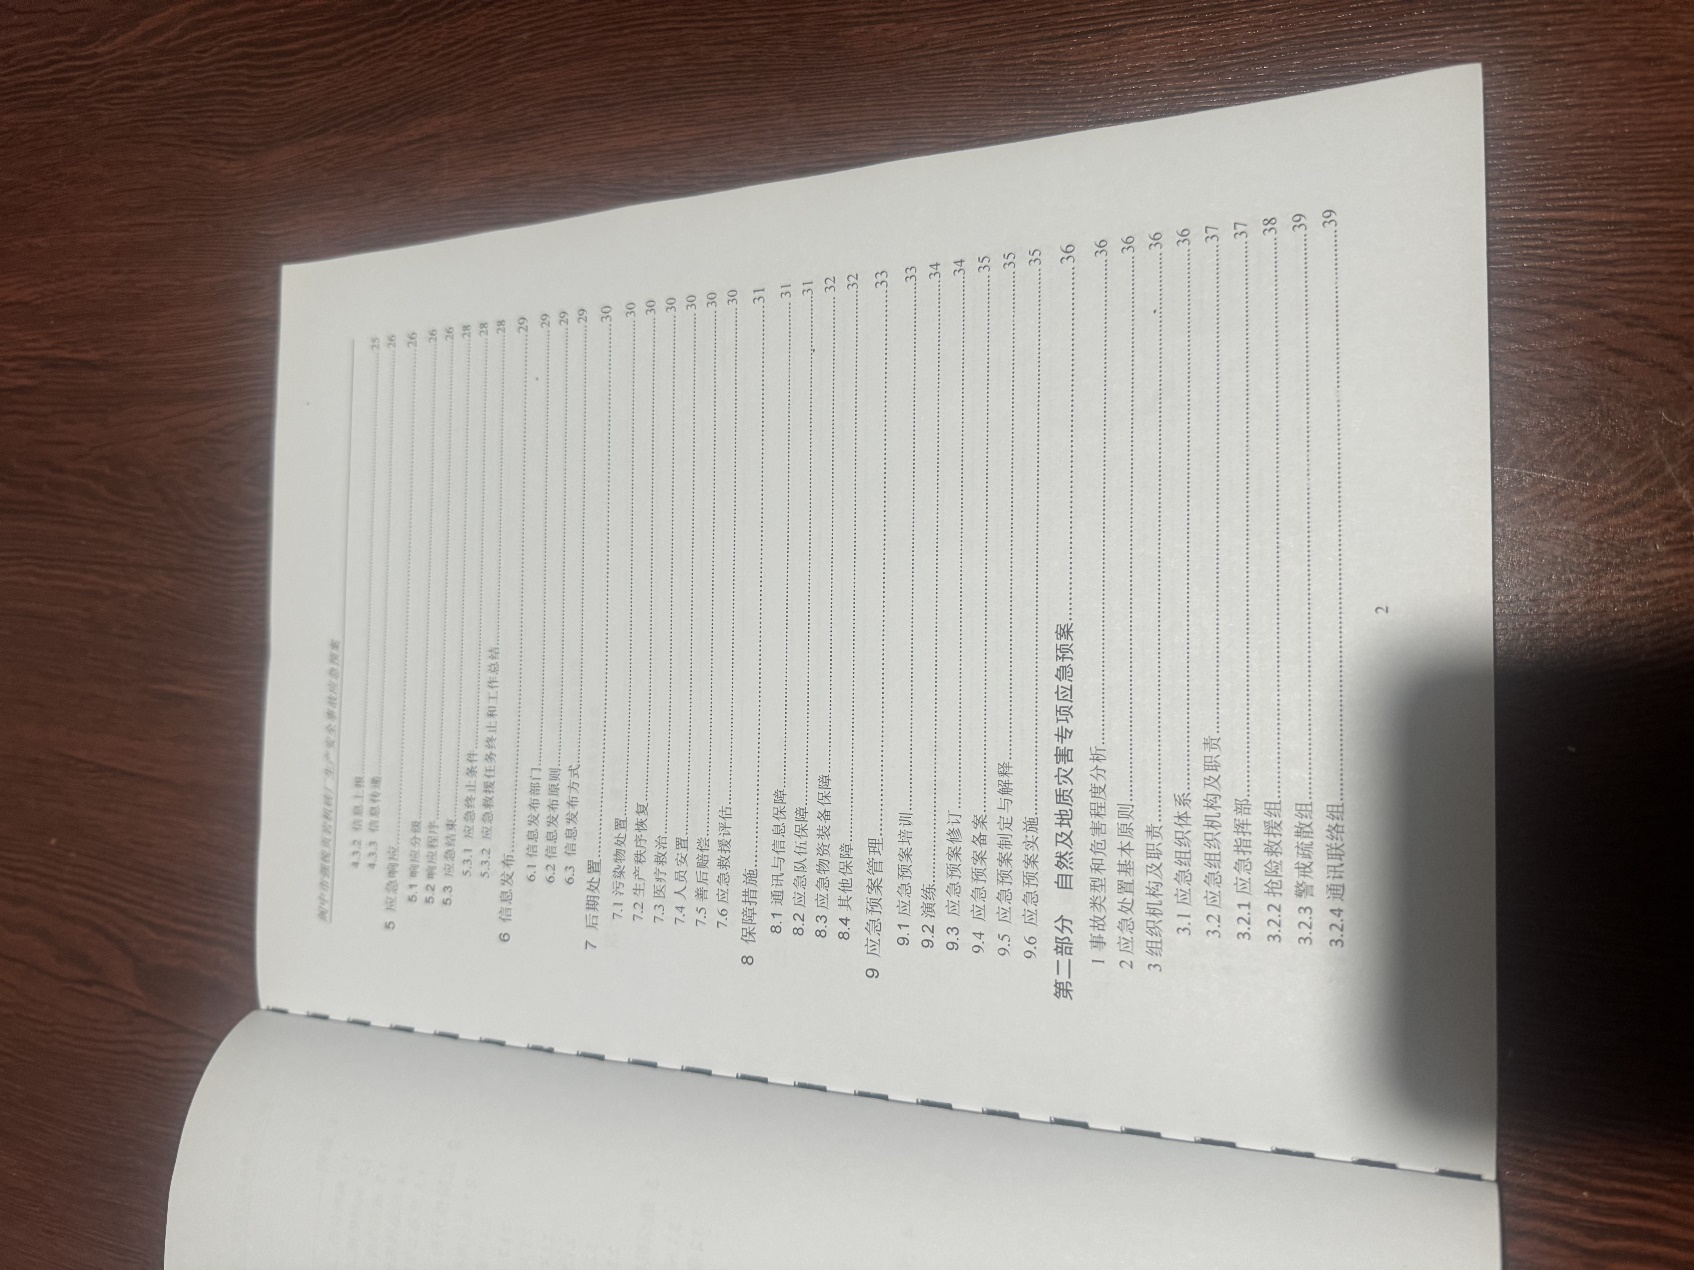 生产安全事故应急预案
4.3.2 信息上报
4.3.3 信息传递........25
5 应急响应........26
5.1 响应分级........26
5.2 响应程序........26
5.3 应急结束........26
5.3.1 应急终止条件........28
5.3.2 应急救援任务终止和工作总结........28
6 信息发布........28
6.1 信息发布部门........29
6.2 信息发布原则........29
6.3 信息发布方式........29
7 后期处置........29
7.1 污染物处置........30
7.2 生产秩序恢复........30
7.3 医疗救治........30
7.4 人员安置........30
7.5 善后赔偿........30
7.6 应急救援评估........30
8 保障措施........30
8.1 通讯与信息保障........31
8.2 应急队伍保障........31
8.3 应急物资装备保障........31
8.4 其他保障........32
9 应急预案管理........32
9.1 应急预案培训........33
9.2 演练........33
9.3 应急预案修订........34
9.4 应急预案备案........34
9.5 应急预案制定与解释........35
9.6 应急预案实施........35
第二部分 自然及地质灾害专项应急预案........35
1 事故类型和危害程度分析........36
2 应急处置基本原则........36
3 组织机构及职责........36
3.1 应急组织体系........36
3.2 应急组织机构及职责........36
3.2.1 应急指挥部........37
3.2.2 抢险救援组........37
3.2.3 警戒疏散组........38
3.2.4 通讯联络组........39
39
2